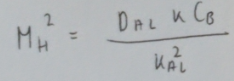 M_H^2 = \frac{D_{AL} k C_B}{k_{AL}^2}